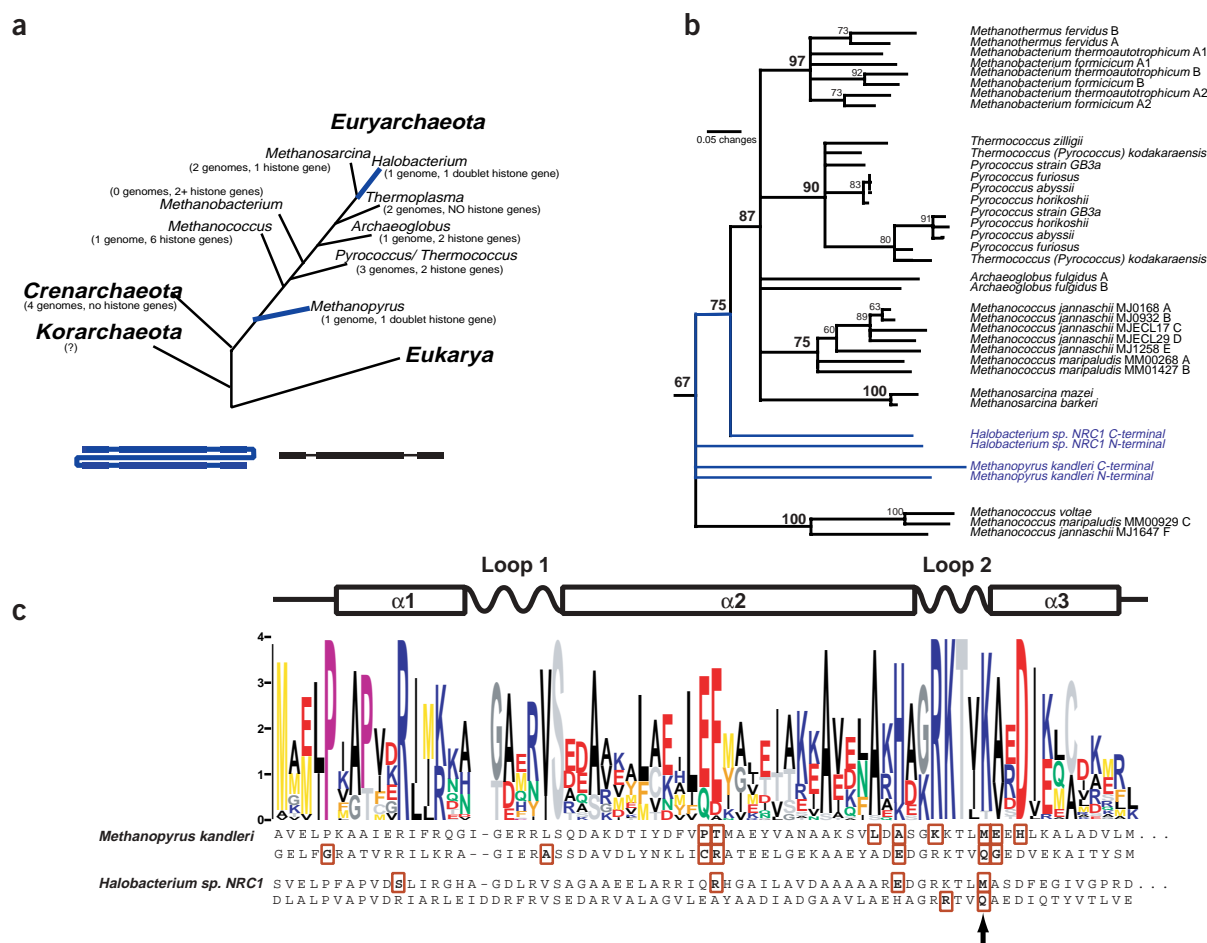 a
Euryarchaeota
Methanosarcina
(2 genomes, 1 histone gene)
Halobacterium
(1 genome, 1 doublet histone gene)
(0 genomes, 2+ histone genes)
Methanobacterium
Thermoplasma
(2 genomes, NO histone genes)
Methanococcus
(1 genome, 6 histone genes)
Archaeoglobus
(1 genome, 2 histone genes)
Pyrococcus/ Thermococcus
(3 genomes, 2 histone genes)
Crenarchaeota
(4 genomes, no histone genes)
Methanopyrus
(1 genome, 1 doublet histone gene)
Korarchaeota
(?)
Eukarya
b
73
97
92
73
0.05 changes
90
83
87
91
80
75
63
89
60
75
100
67
100
100
Methanothermus fervidus B
Methanothermus fervidus A
Methanobacterium thermoautotrophicum A1
Methanobacterium formicicum A1
Methanobacterium thermoautotrophicum B
Methanobacterium formicicum B
Methanobacterium thermoautotrophicum A2
Methanobacterium formicicum A2
Thermococcus zilligii
Thermococcus (Pyrococcus) kodakaraensis
Pyrococcus strain GB3a
Pyrococcus furiosus
Pyrococcus abyssii
Pyrococcus horikoshii
Pyrococcus strain GB3a
Pyrococcus horikoshii
Pyrococcus abyssii
Pyrococcus furiosus
Thermococcus (Pyrococcus) kodakaraensis
Archaeoglobus fulgidus A
Archaeoglobus fulgidus B
Methanococcus jannaschii MJ0168 A
Methanococcus jannaschii MJ0932 B
Methanococcus jannaschii MJECL17 C
Methanococcus jannaschii MJECL29 D
Methanococcus jannaschii MJ1258 E
Methanococcus maripaludis MM00268 A
Methanococcus maripaludis MM01427 B
Methanosarcina mazei
Methanosarcina barkeri
Halobacterium sp. NRC1 C-terminal
Halobacterium sp. NRC1 N-terminal
Methanopyrus kandleri C-terminal
Methanopyrus kandleri N-terminal
Methanococcus voltae
Methanococcus maripaludis MM00929 C
Methanococcus jannaschii MJ1647 F
c
Loop 1
Loop 2
α1
α2
α3
4
3
2
1
0
Methanopyrus kandleri
AVELPKAAIERIFRQGI-GERRLSQDAKDTIYDFVPTMAEYVANAAKSVLDASGKKTLMEEHLKALADVLM...
GELFGRATVRRILKRA--GIERASSDAVDLYNKLICRATEELGEKAAEYADEDGRKTVQGEDVEKAITYSM
Halobacterium sp. NRC1
SVELPFAPVDSLIRGHA-GDLRVSAGAAEELARRIQRHGAILAVDAAAAAREDGRKTLMASDFEGIVGPRD...
DLALPVAPVDRIARLEIDDRFRVSEDARVALAGVLEAYAADIADGAAVLAEHAGRRTVQAEDIQTYVTLVE